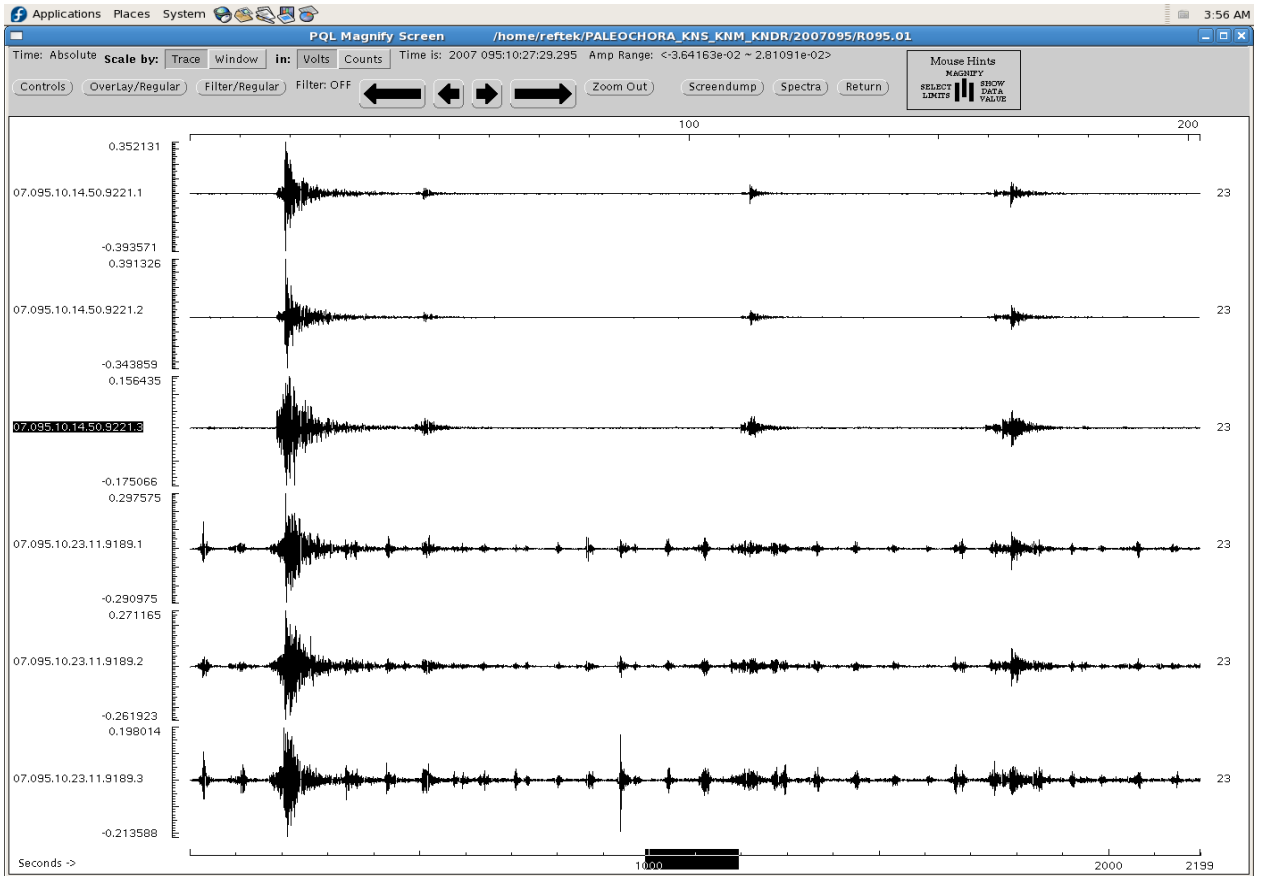 Applications Places System 3:56 AM
PQL Magnify Screen /home/reftek/PALEOCHORA_KNS_KNM_KNDR/2007095/R095.01
Time: Absolute Scale by: Trace Window in: Volts Counts Time is: 2007 095:10:27:29.295 Amp Range: <-3.64163e-02 ~ 2.81091e-02>
Controls OverLay/Regular Filter/Regular Filter: OFF Zoom Out Screendump Spectra Return
Mouse Hints
MAGNIFY
SELECT LIMITS
SHOW DATA VALUE
100 200
0.352131
07.095.10.14.50.9221.1 23
-0.393571
0.391326
07.095.10.14.50.9221.2 23
-0.343859
0.156435
07.095.10.14.50.9221.3 23
-0.175066
0.297575
07.095.10.23.11.9189.1 23
-0.290975
0.271165
07.095.10.23.11.9189.2 23
-0.261923
0.198014
07.095.10.23.11.9189.3 23
-0.213588
Seconds -> 1000 2000 2199